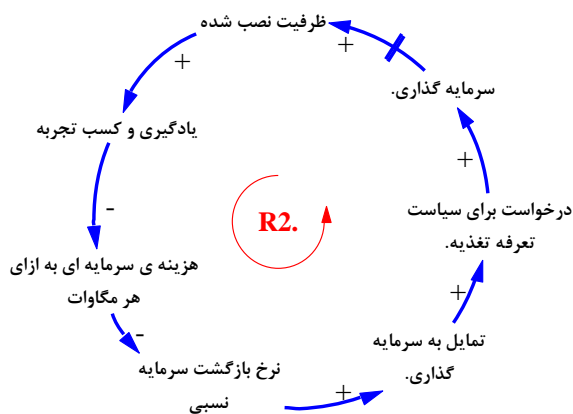 ظرفیت نصب شده
+
+
سرمایه گذاری.
یادگیری و کسب تجربه
+
-
درخواست برای سیاست
تعرفه تغذیه.
R2.
هزینه ی سرمایه ای به ازای
هر مگاوات
+
-
تمایل به سرمایه
گذاری.
نرخ بازگشت سرمایه
نسبی
+